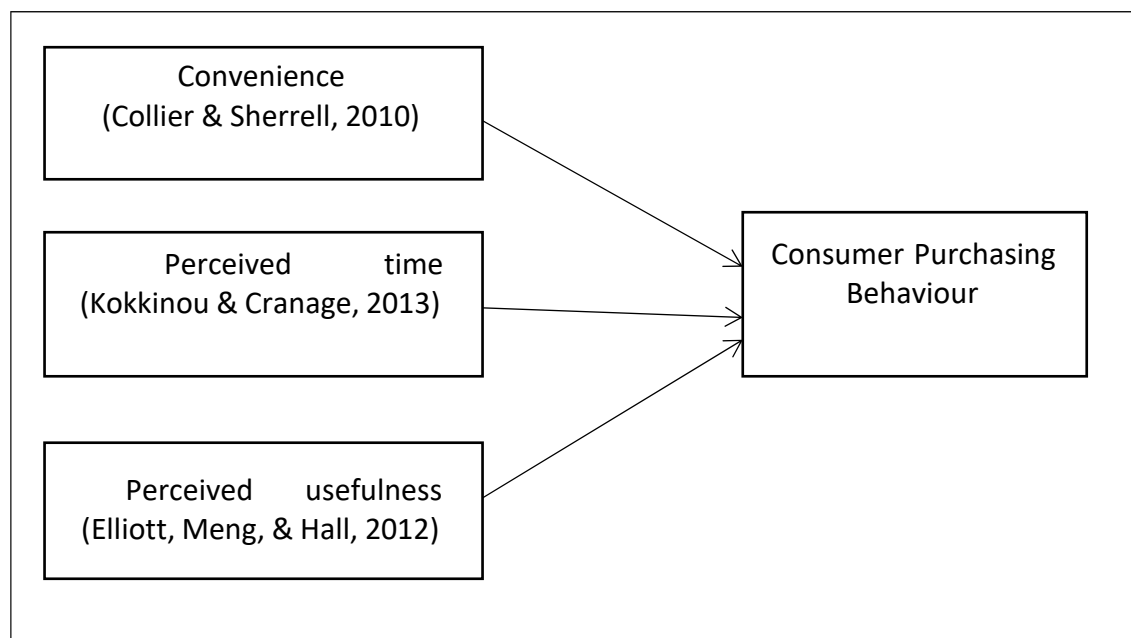 Convenience
(Collier & Sherrell, 2010)
Perceived time
(Kokkinou & Cranage, 2013)
Perceived usefulness
(Elliott, Meng, & Hall, 2012)
Consumer Purchasing
Behaviour